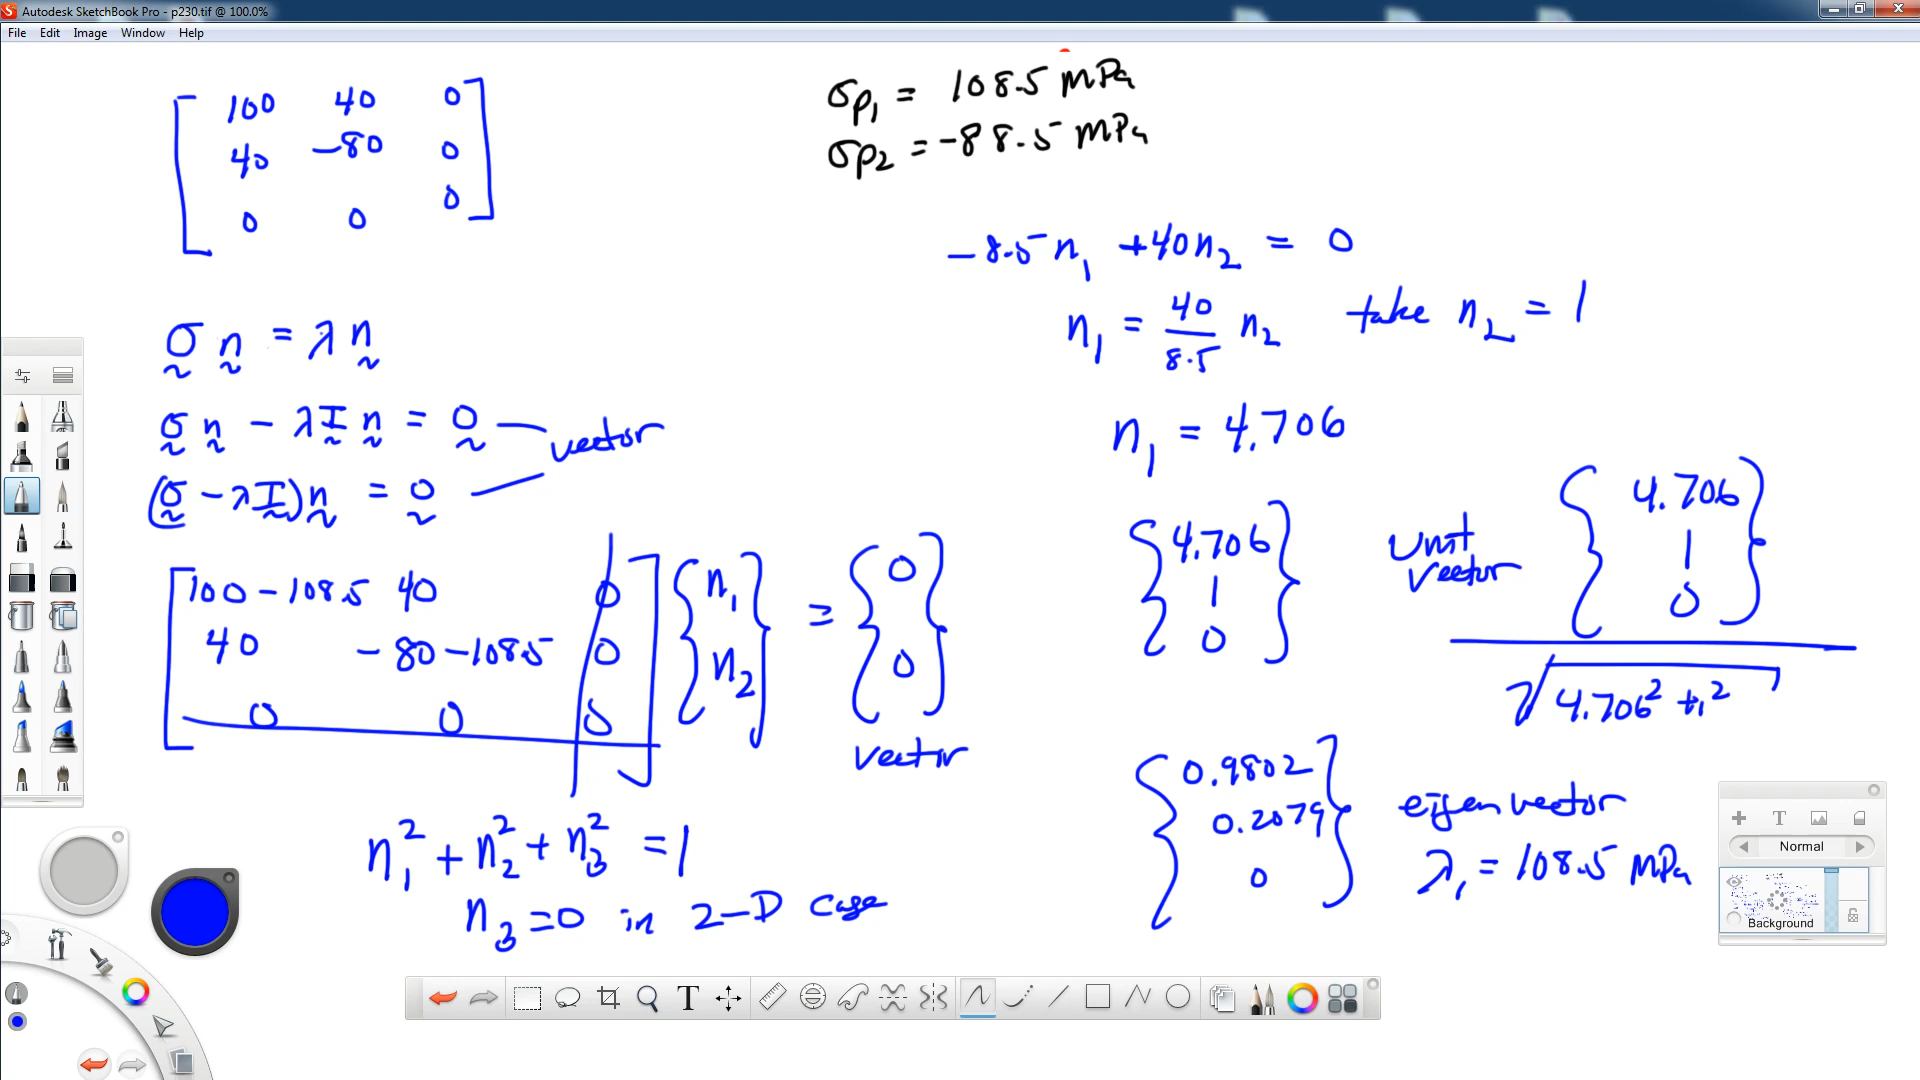 Autodesk SketchBook Pro - p230.tif @ 100.0%
File Edit Image Window Help
100 40 0
40 -80 0
0 0 0
σp1 = 108.5 MPa
σp2 = -88.5 MPa
σ n = λ n
σ n - λ I n = 0
vector
(σ - λ I) n = 0
100 - 108.5 40 0
40 -80 -108.5 0
0 0 0
n1
n2
=
0
0
vector
n1² + n2² + n3² = 1
n3 = 0 in 2-D case
-8.5 n1 + 40 n2 = 0
n1 = 40/8.5 n2 take n2 = 1
n1 = 4.706
4.706
1
0
Unit
vector
4.706
1
0
√4.706² + 1²
0.9802
0.2079
0
eigen vector
λ1 = 108.5 MPa
T
Normal
Background
T